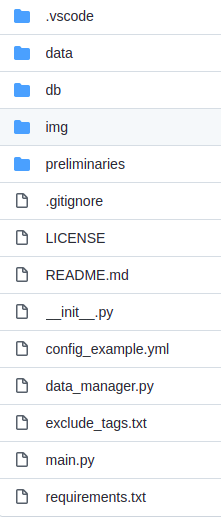 .vscode
data
db
img
preliminaries
.gitignore
LICENSE
README.md
__init__.py
config_example.yml
data_manager.py
exclude_tags.txt
main.py
requirements.txt